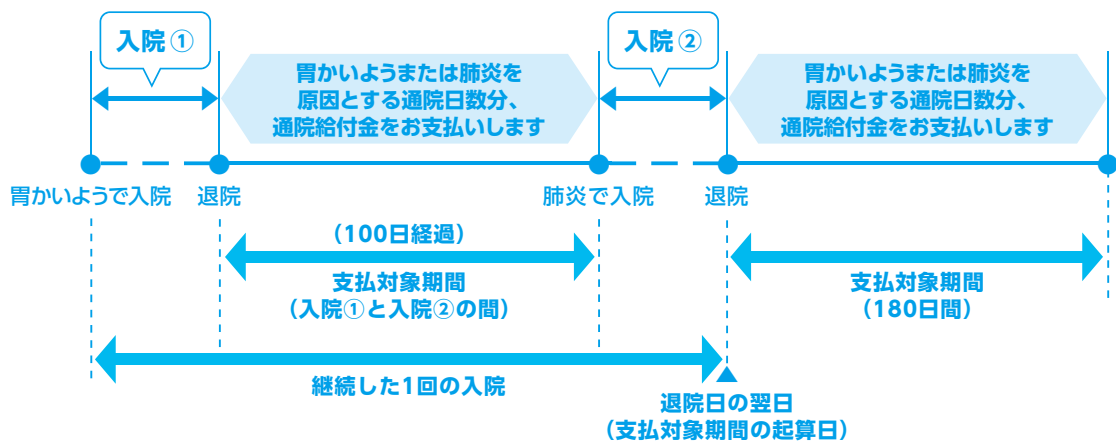 入院①
入院②
胃かいようまたは肺炎を
原因とする通院日数分、
通院給付金をお支払いします
胃かいようまたは肺炎を
原因とする通院日数分、
通院給付金をお支払いします
胃かいようで入院
退院
肺炎で入院
退院
（100日経過）
支払対象期間
（入院①と入院②の間）
支払対象期間
（180日間）
継続した1回の入院
退院日の翌日
（支払対象期間の起算日）